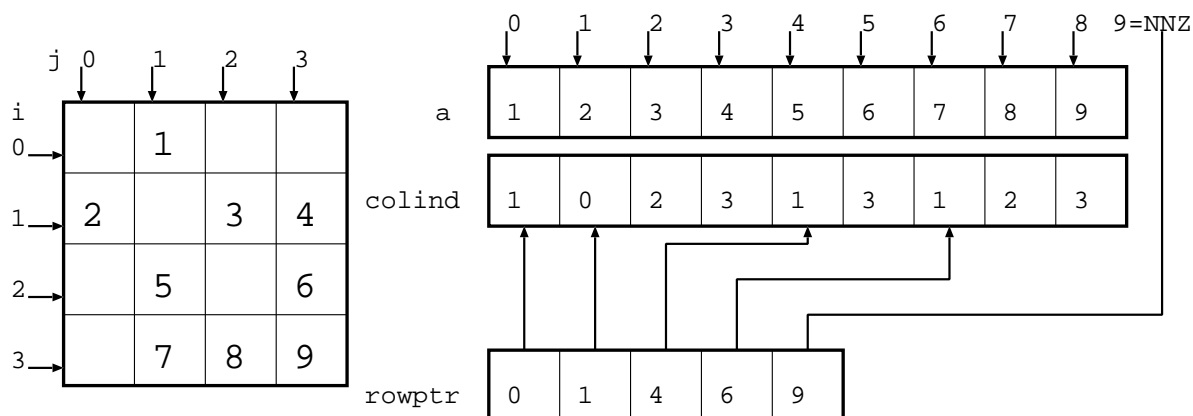 j 0 1 2 3
i
0 1
1 2 3 4
2 5 6
3 7 8 9
0 1 2 3 4 5 6 7 8 9=NNZ
a 1 2 3 4 5 6 7 8 9
colind 1 0 2 3 1 3 1 2 3
rowptr 0 1 4 6 9